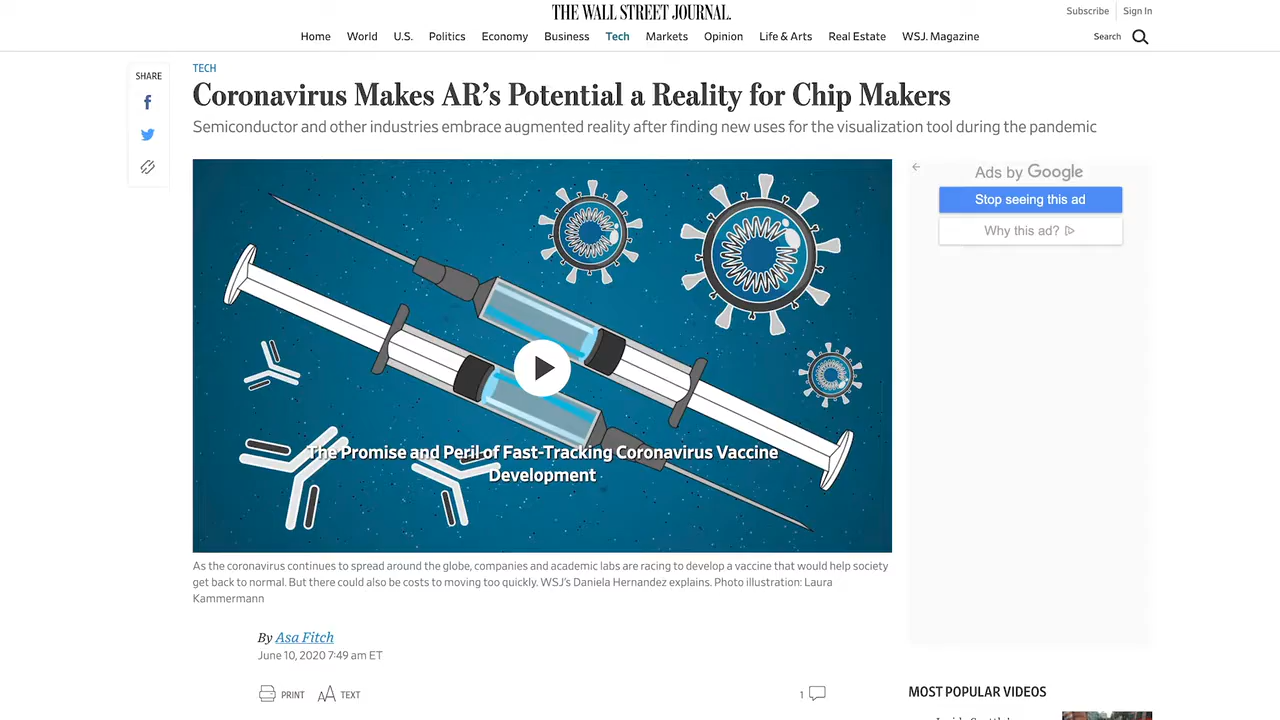 THE WALL STREET JOURNAL.
Subscribe
Sign In
Home World U.S. Politics Economy Business Tech Markets Opinion Life & Arts Real Estate WSJ. Magazine
Search
SHARE
TECH
Coronavirus Makes AR’s Potential a Reality for Chip Makers
Semiconductor and other industries embrace augmented reality after finding new uses for the visualization tool during the pandemic
Ads by Google
Stop seeing this ad
Why this ad?
The Promise and Peril of Fast-Tracking Coronavirus Vaccine
Development
As the coronavirus continues to spread around the globe, companies and academic labs are racing to develop a vaccine that would help society
get back to normal. But there could also be costs to moving too quickly. WSJ’s Daniela Hernandez explains. Photo illustration: Laura
Kammermann
By Asa Fitch
June 10, 2020 7:49 am ET
PRINT
AA TEXT
1
MOST POPULAR VIDEOS